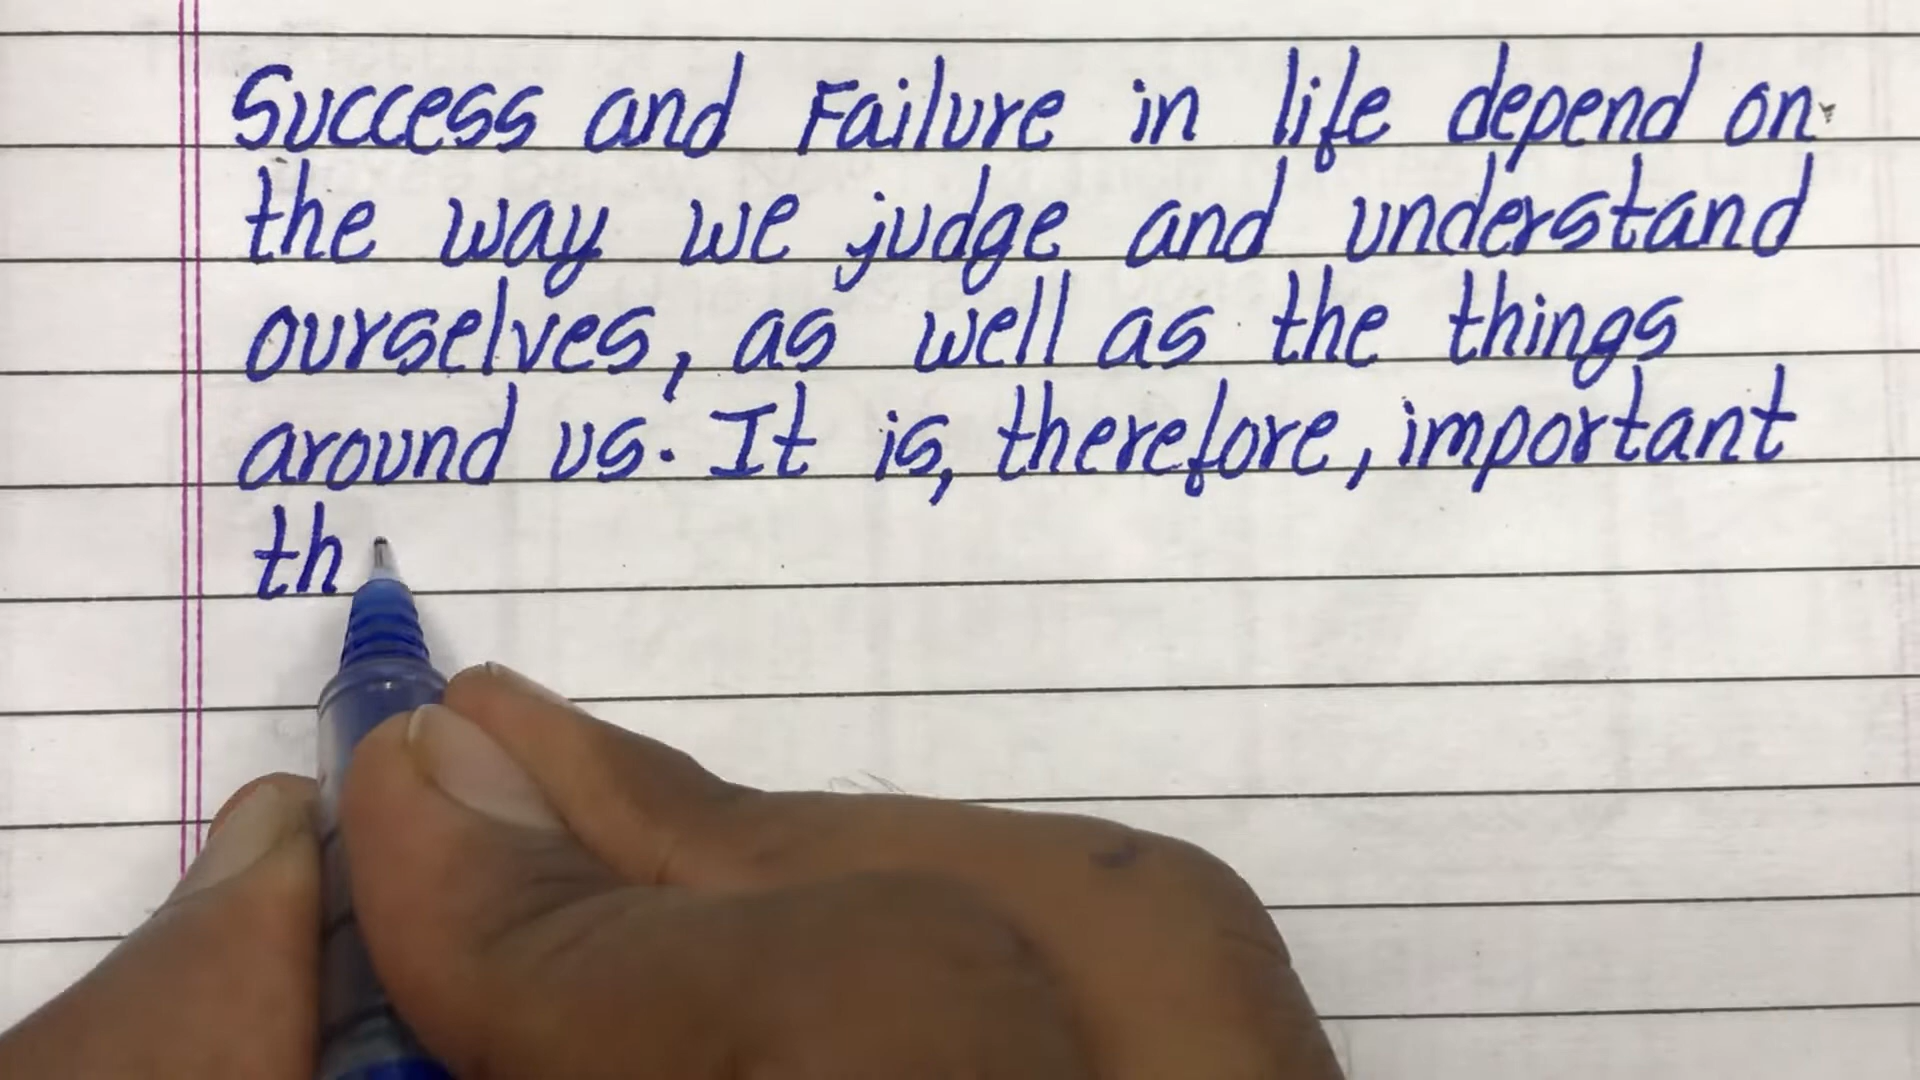 Success and Failure in life depend on
the way we judge and understand
ourselves, as well as the things
around us. It is, therefore, important
th